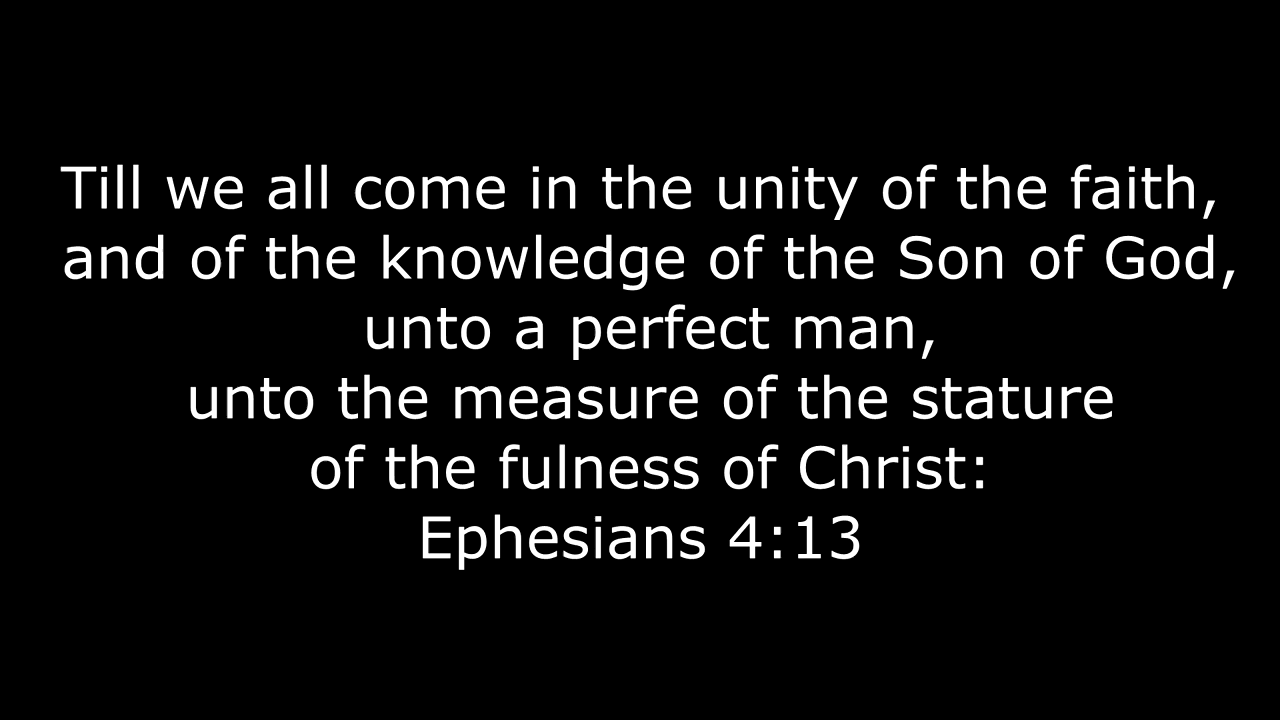 Till we all come in the unity of the faith,
and of the knowledge of the Son of God,
unto a perfect man,
unto the measure of the stature
of the fulness of Christ:
Ephesians 4:13